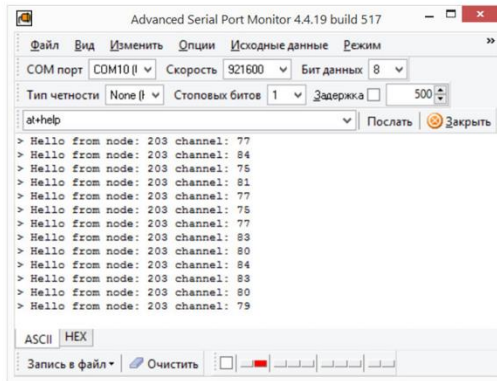 Advanced Serial Port Monitor 4.4.19 build 517
Файл Вид Изменить Опции Исходные данные Режим »
COM порт COM10 (I Скорость 921600 Бит данных 8
Тип четности None (I Стоповых битов 1 Задержка 500
at+help Послать Закрыть
> Hello from node: 203 channel: 77
> Hello from node: 203 channel: 84
> Hello from node: 203 channel: 75
> Hello from node: 203 channel: 81
> Hello from node: 203 channel: 77
> Hello from node: 203 channel: 75
> Hello from node: 203 channel: 77
> Hello from node: 203 channel: 83
> Hello from node: 203 channel: 80
> Hello from node: 203 channel: 84
> Hello from node: 203 channel: 83
> Hello from node: 203 channel: 80
> Hello from node: 203 channel: 79
ASCII HEX
Запись в файл Очистить